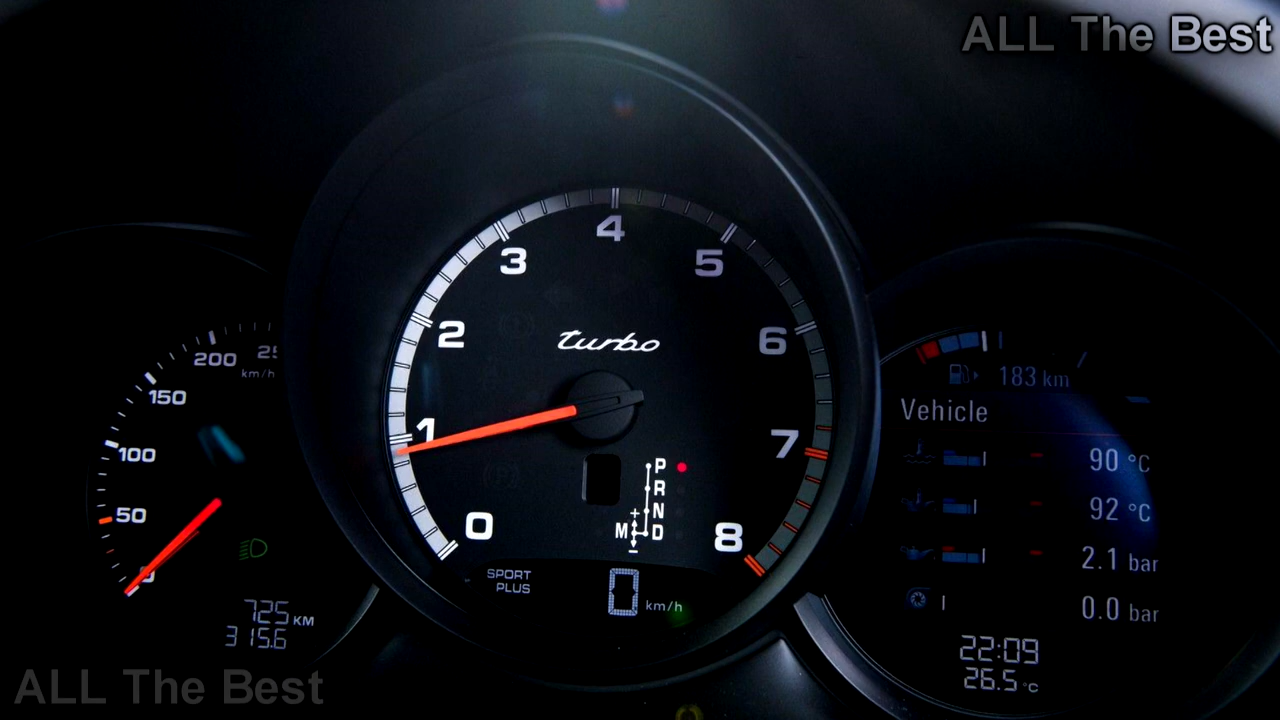 ALL The Best
4
3
5
2
turbo
6
200
25
km/h
150
183 km
Vehicle
1
7
100
P
90 °C
R
50
92 °C
N
0
M
+
D
8
−
2.1 bar
SPORT
PLUS
0 km/h
0.0 bar
725 KM
315.6
22:09
26.5 °C
ALL The Best